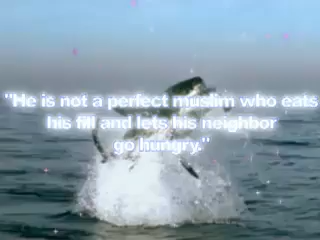 "He is not a perfect muslim who eats
his fill and lets his neighbor
go hungry."